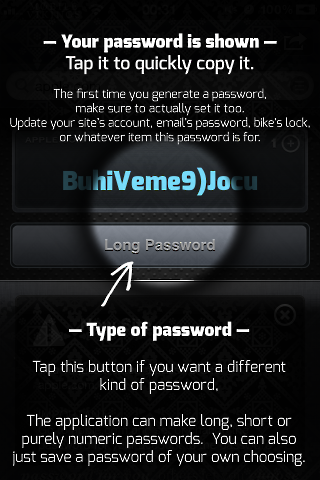 — Your password is shown —
Tap it to quickly copy it.
The first time you generate a password,
make sure to actually set it too.
Update your site's account, email's password, bike's lock,
or whatever item this password is for.
BuhiVeme9)Jocu
Long Password
— Type of password —
Tap this button if you want a different
kind of password,
The application can make long, short or
purely numeric passwords. You can also
just save a password of your own choosing.